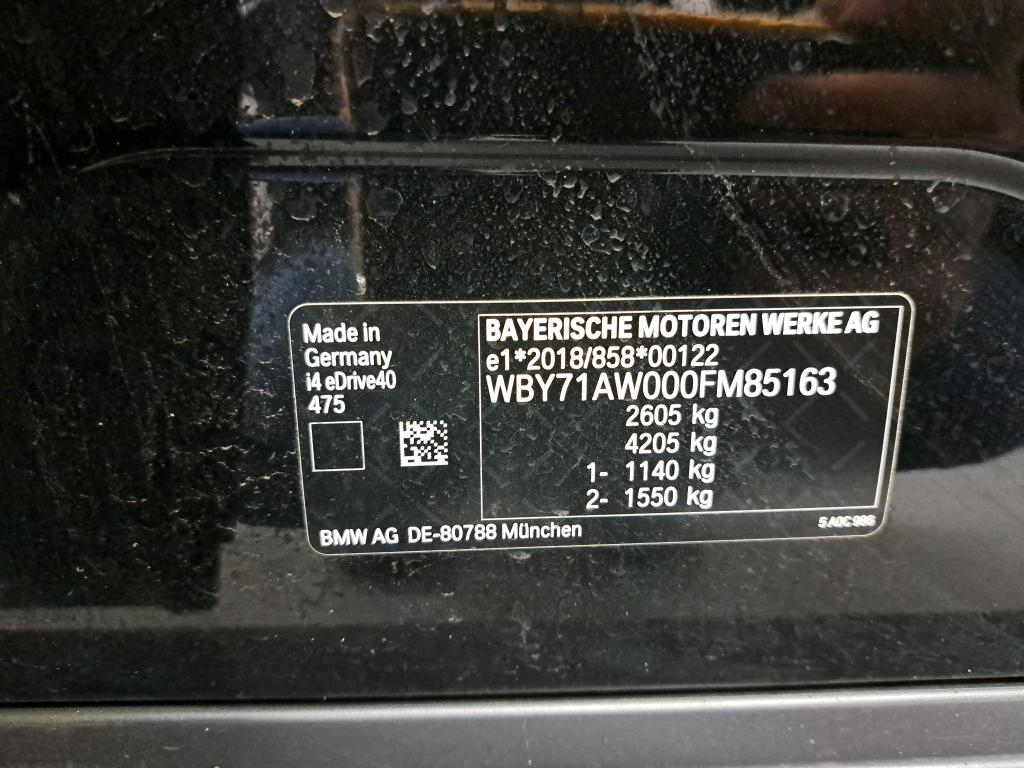 Made in
Germany
i4 eDrive40
475
BAYERISCHE MOTOREN WERKE AG
e1*2018/858*00122
WBY71AW000FM85163
2605 kg
4205 kg
1- 1140 kg
2- 1550 kg
BMW AG DE-80788 München
5A0C986